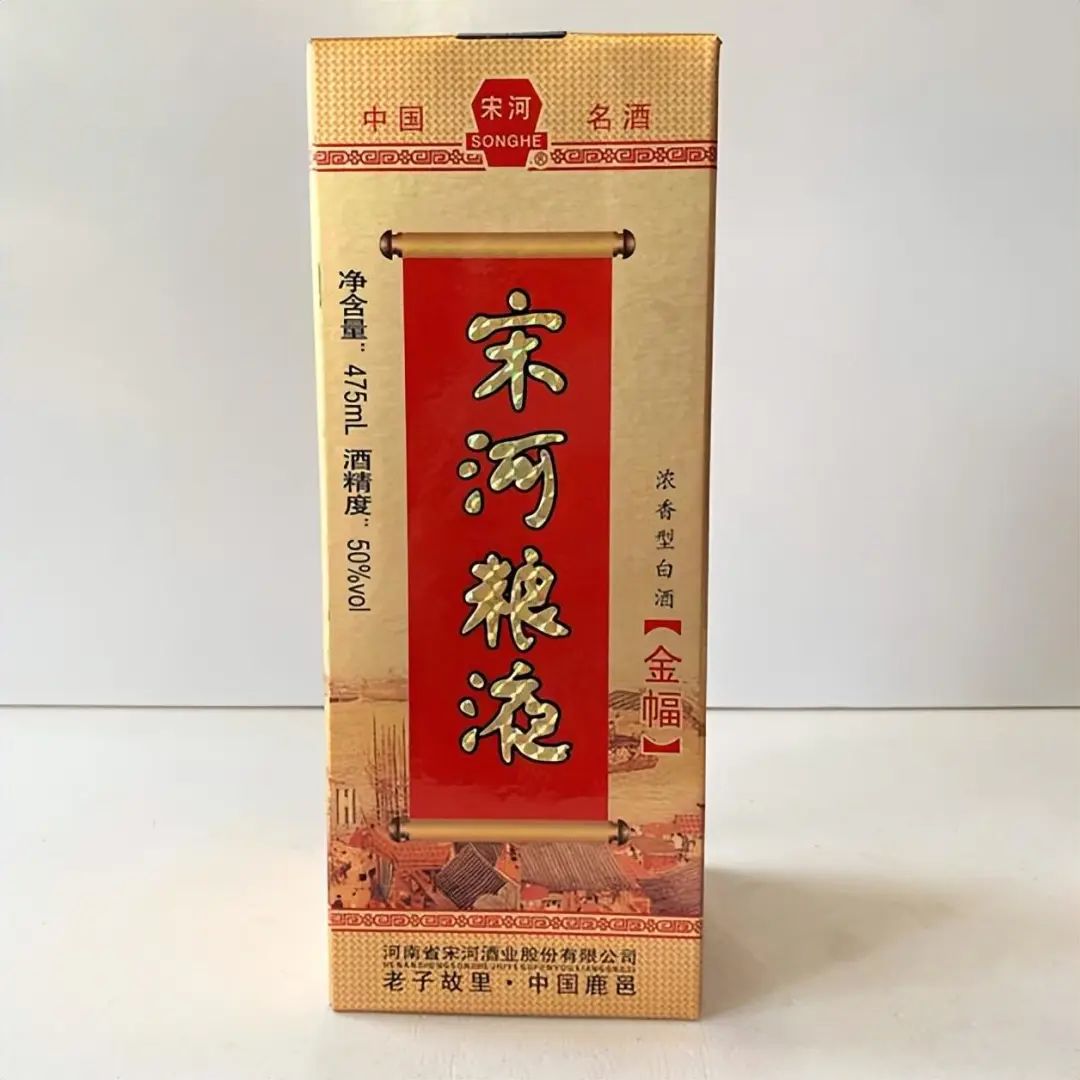 中国
宋河
SONGHE
®
名酒
净含量：475mL 酒精度：50%vol
宋河粮液
浓香型白酒
【金幅】
河南省宋河酒业股份有限公司
老子故里·中国鹿邑